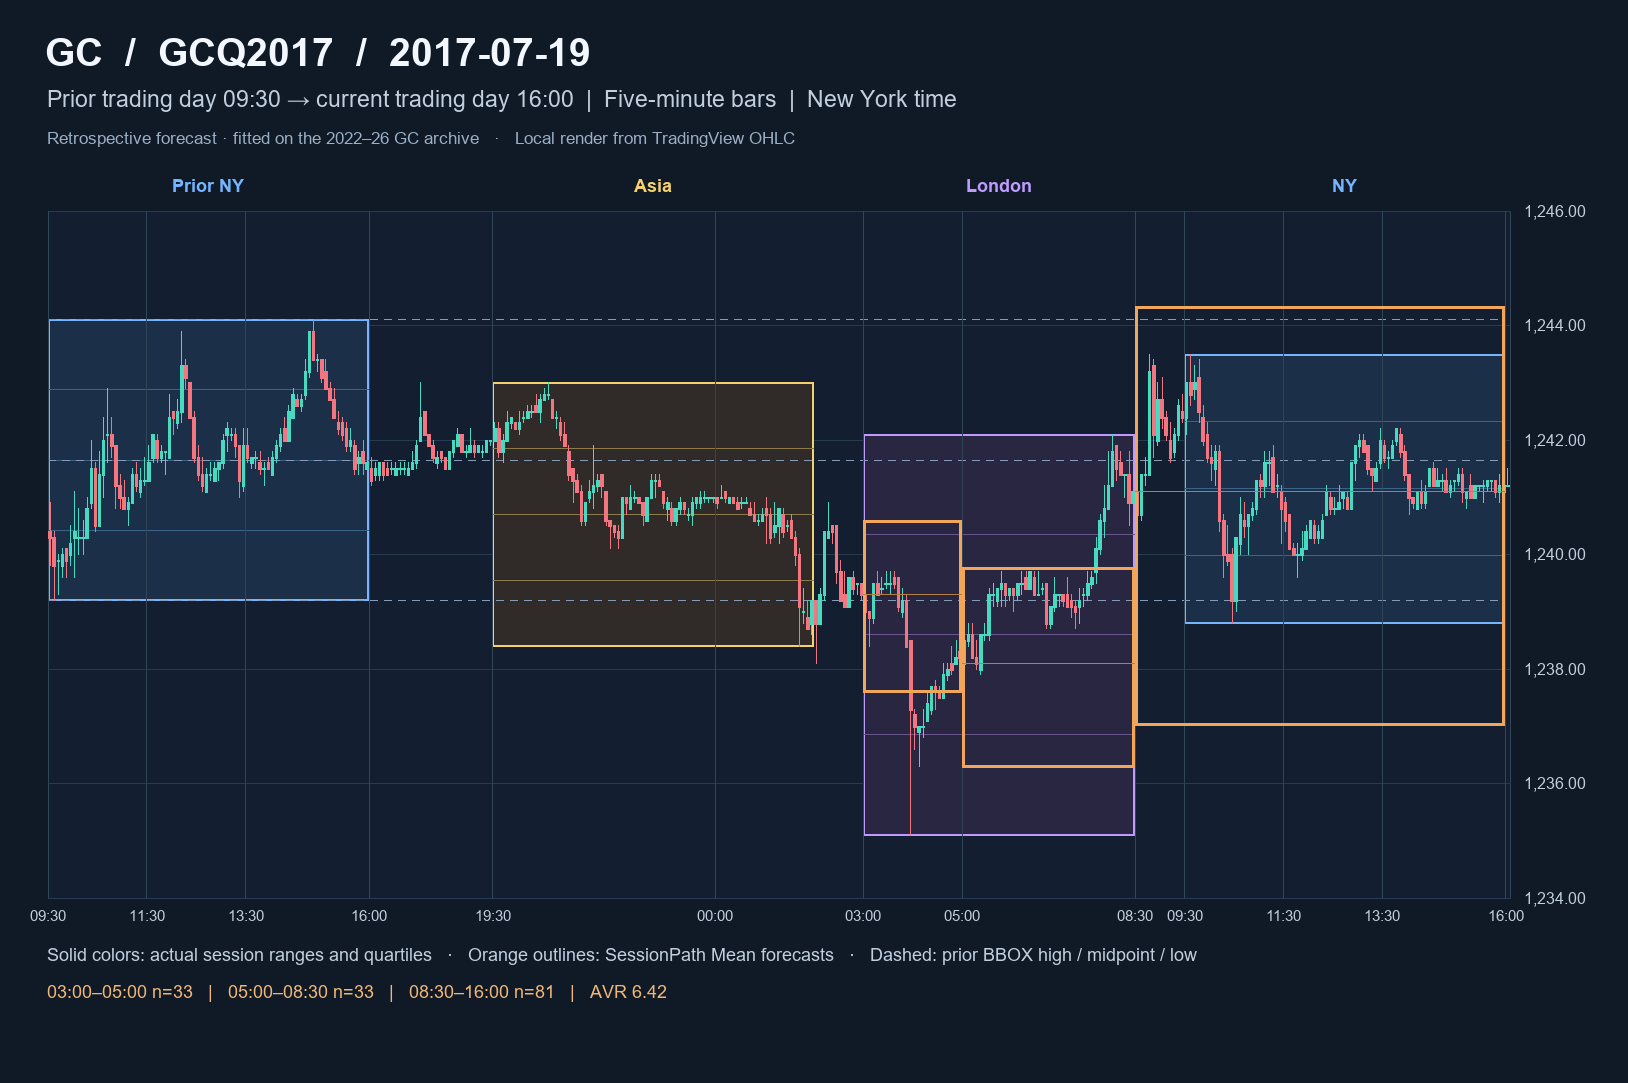 GC / GCQ2017 / 2017-07-19
Prior trading day 09:30 → current trading day 16:00 | Five-minute bars | New York time
Retrospective forecast · fitted on the 2022–26 GC archive · Local render from TradingView OHLC
Prior NY Asia London NY
1,246.00
1,244.00
1,242.00
1,240.00
1,238.00
1,236.00
1,234.00
09:30 11:30 13:30 16:00 19:30 00:00 03:00 05:00 08:30 09:30 11:30 13:30 16:00
Solid colors: actual session ranges and quartiles · Orange outlines: SessionPath Mean forecasts · Dashed: prior BBOX high / midpoint / low
03:00–05:00 n=33 | 05:00–08:30 n=33 | 08:30–16:00 n=81 | AVR 6.42